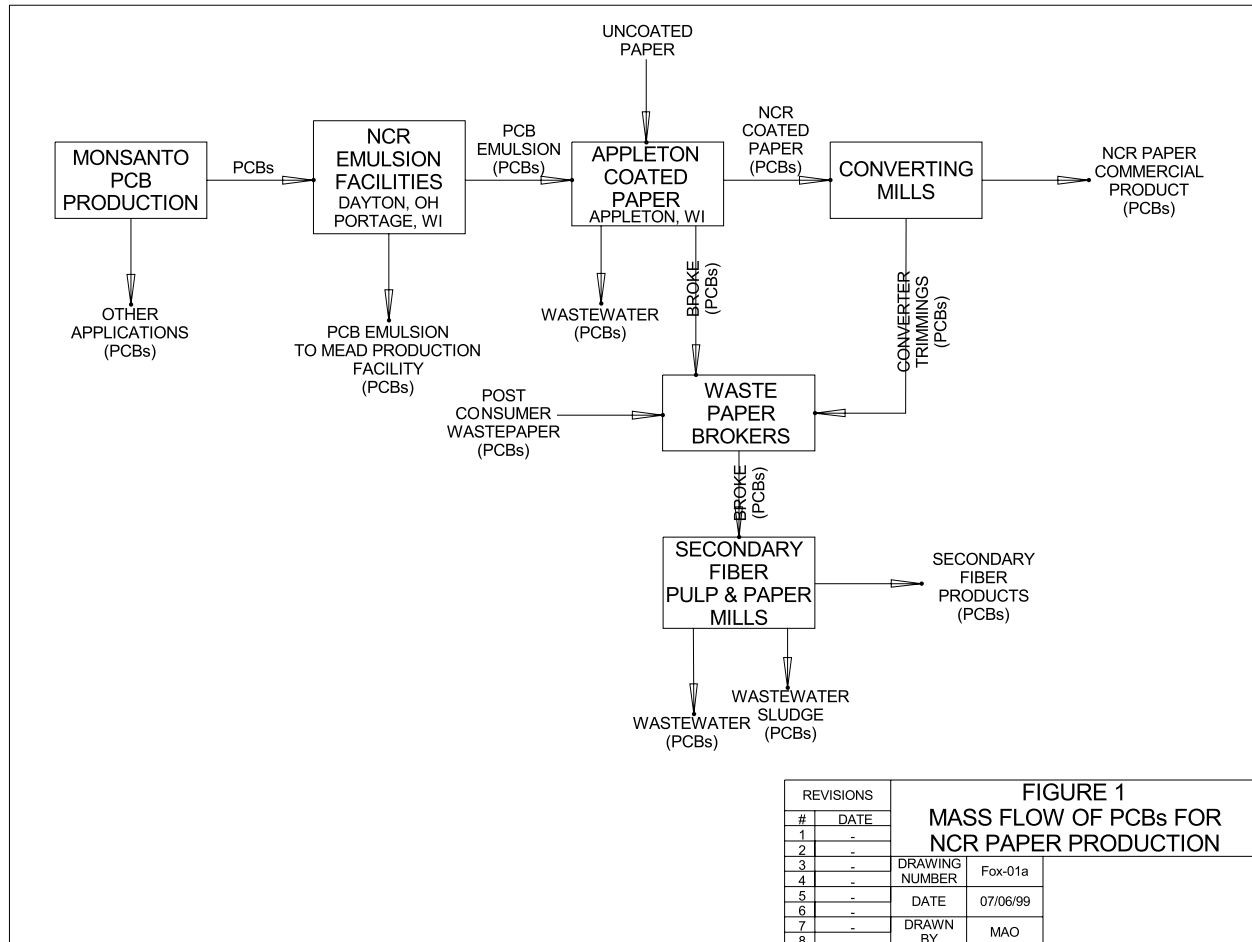 UNCOATED
PAPER
MONSANTO
PCB
PRODUCTION
PCBs
NCR
EMULSION
FACILITIES
DAYTON, OH
PORTAGE, WI
PCB
EMULSION
(PCBs)
APPLETON
COATED
PAPER
APPLETON, WI
NCR
COATED
PAPER
(PCBs)
CONVERTING
MILLS
NCR PAPER
COMMERCIAL
PRODUCT
(PCBs)
OTHER
APPLICATIONS
(PCBs)
PCB EMULSION
TO MEAD PRODUCTION
FACILITY
(PCBs)
WASTEWATER
(PCBs)
BROKE
(PCBs)
CONVERTER
TRIMMINGS
(PCBs)
POST
CONSUMER
WASTEPAPER
(PCBs)
WASTE
PAPER
BROKERS
BROKE
(PCBs)
SECONDARY
FIBER
PULP & PAPER
MILLS
SECONDARY
FIBER
PRODUCTS
(PCBs)
WASTEWATER
(PCBs)
WASTEWATER
SLUDGE
(PCBs)
REVISIONS
# DATE
1 -
2 -
3 -
4 -
5 -
6 -
7 -
8
FIGURE 1
MASS FLOW OF PCBs FOR
NCR PAPER PRODUCTION
DRAWING
NUMBER
Fox-01a
DATE 07/06/99
DRAWN
BY
MAO